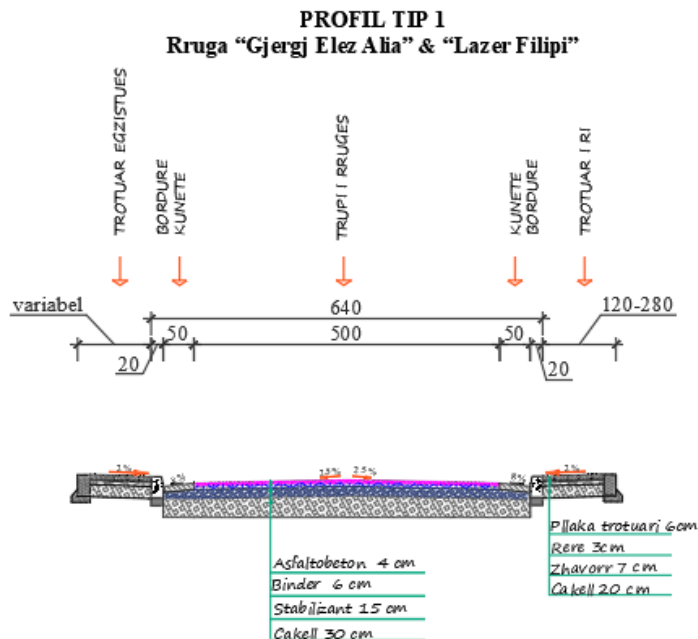 PROFIL TIP 1
Rruga “Gjergj Elez Alia” & “Lazer Filipi”
TROTUAR EGZISTUES
BORDURE
KUNETE
TRUPI I RRUGES
KUNETE
BORDURE
TROTUAR I RI
variabel
640
120-280
50
500
50
20
20
2%
2.5%
8%
2%
Pllaka trotuari 6cm
Rere 3cm
Zhavorr 7 cm
Cakell 20 cm
Asfaltobeton 4 cm
Binder 6 cm
Stabilizant 15 cm
Cakell 30 cm